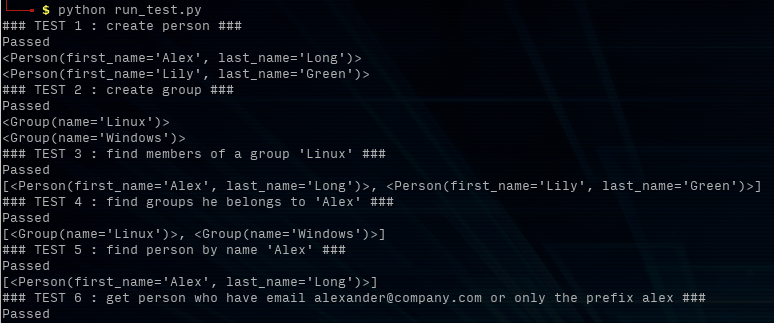 $ python run_test.py
### TEST 1 : create person ###
Passed
<Person(first_name='Alex', last_name='Long')>
<Person(first_name='Lily', last_name='Green')>
### TEST 2 : create group ###
Passed
<Group(name='Linux')>
<Group(name='Windows')>
### TEST 3 : find members of a group 'Linux' ###
Passed
[<Person(first_name='Alex', last_name='Long')>, <Person(first_name='Lily', last_name='Green')>]
### TEST 4 : find groups he belongs to 'Alex' ###
Passed
[<Group(name='Linux')>, <Group(name='Windows')>]
### TEST 5 : find person by name 'Alex' ###
Passed
[<Person(first_name='Alex', last_name='Long')>]
### TEST 6 : get person who have email alexander@company.com or only the prefix alex ###
Passed